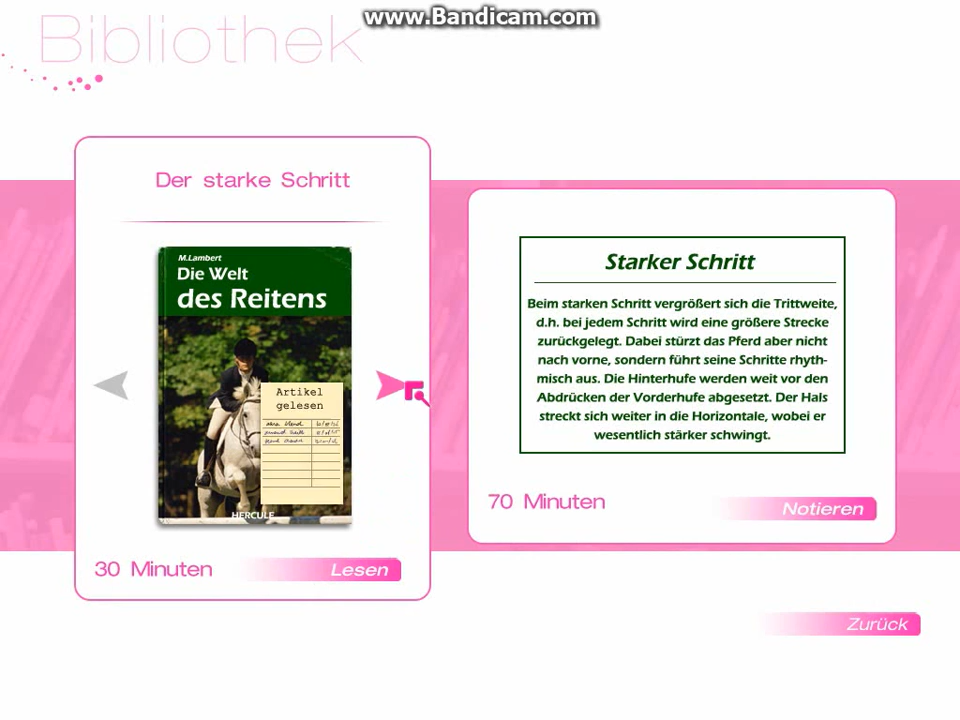 www.Bandicam.com
Bibliothek
Der starke Schritt
M.Lambert
Die Welt
des Reitens
Artikel
gelesen
HERCULE
30 Minuten
Lesen
Starker Schritt
Beim starken Schritt vergrößert sich die Trittweite,
d.h. bei jedem Schritt wird eine größere Strecke
zurückgelegt. Dabei stürzt das Pferd aber nicht
nach vorne, sondern führt seine Schritte rhyth-
misch aus. Die Hinterhufe werden weit vor den
Abdrücken der Vorderhufe abgesetzt. Der Hals
streckt sich weiter in die Horizontale, wobei er
wesentlich stärker schwingt.
70 Minuten
Notieren
Zurück